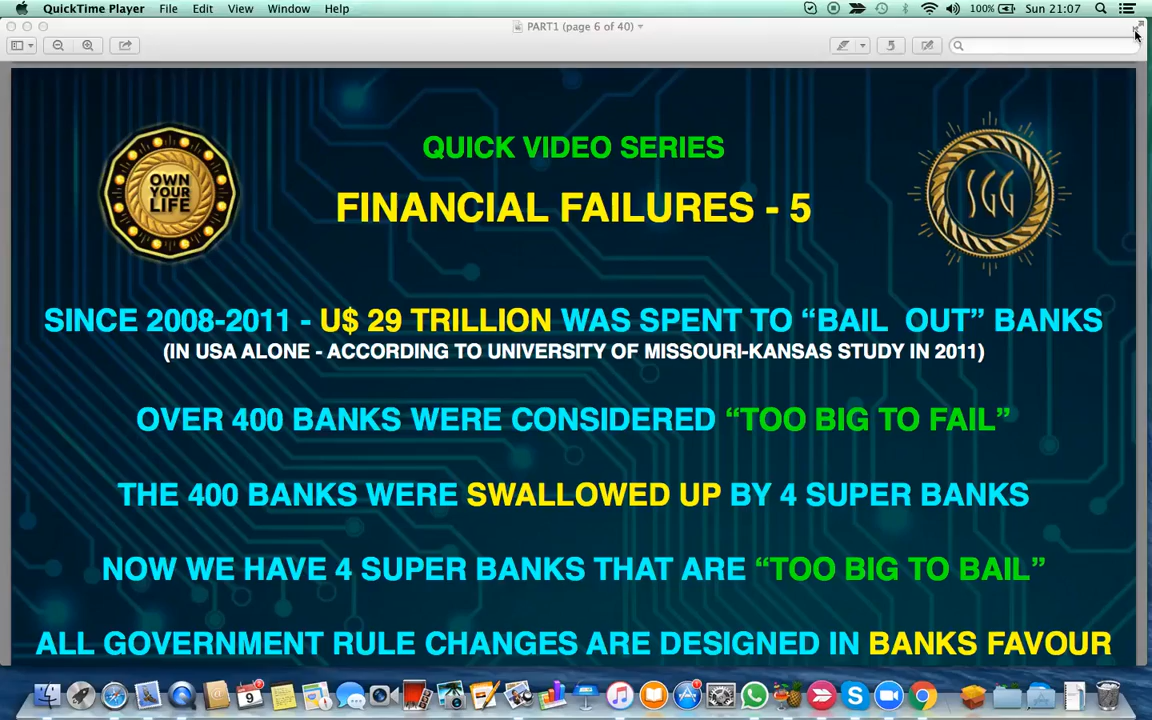 QuickTime Player File Edit View Window Help 100% Sun 21:07
PART1 (page 6 of 40)
OWN
YOUR
LIFE
SGG
QUICK VIDEO SERIES
FINANCIAL FAILURES - 5
SINCE 2008-2011 - U$ 29 TRILLION WAS SPENT TO “BAIL OUT” BANKS
(IN USA ALONE - ACCORDING TO UNIVERSITY OF MISSOURI-KANSAS STUDY IN 2011)
OVER 400 BANKS WERE CONSIDERED “TOO BIG TO FAIL”
THE 400 BANKS WERE SWALLOWED UP BY 4 SUPER BANKS
NOW WE HAVE 4 SUPER BANKS THAT ARE “TOO BIG TO BAIL”
ALL GOVERNMENT RULE CHANGES ARE DESIGNED IN BANKS FAVOUR
9